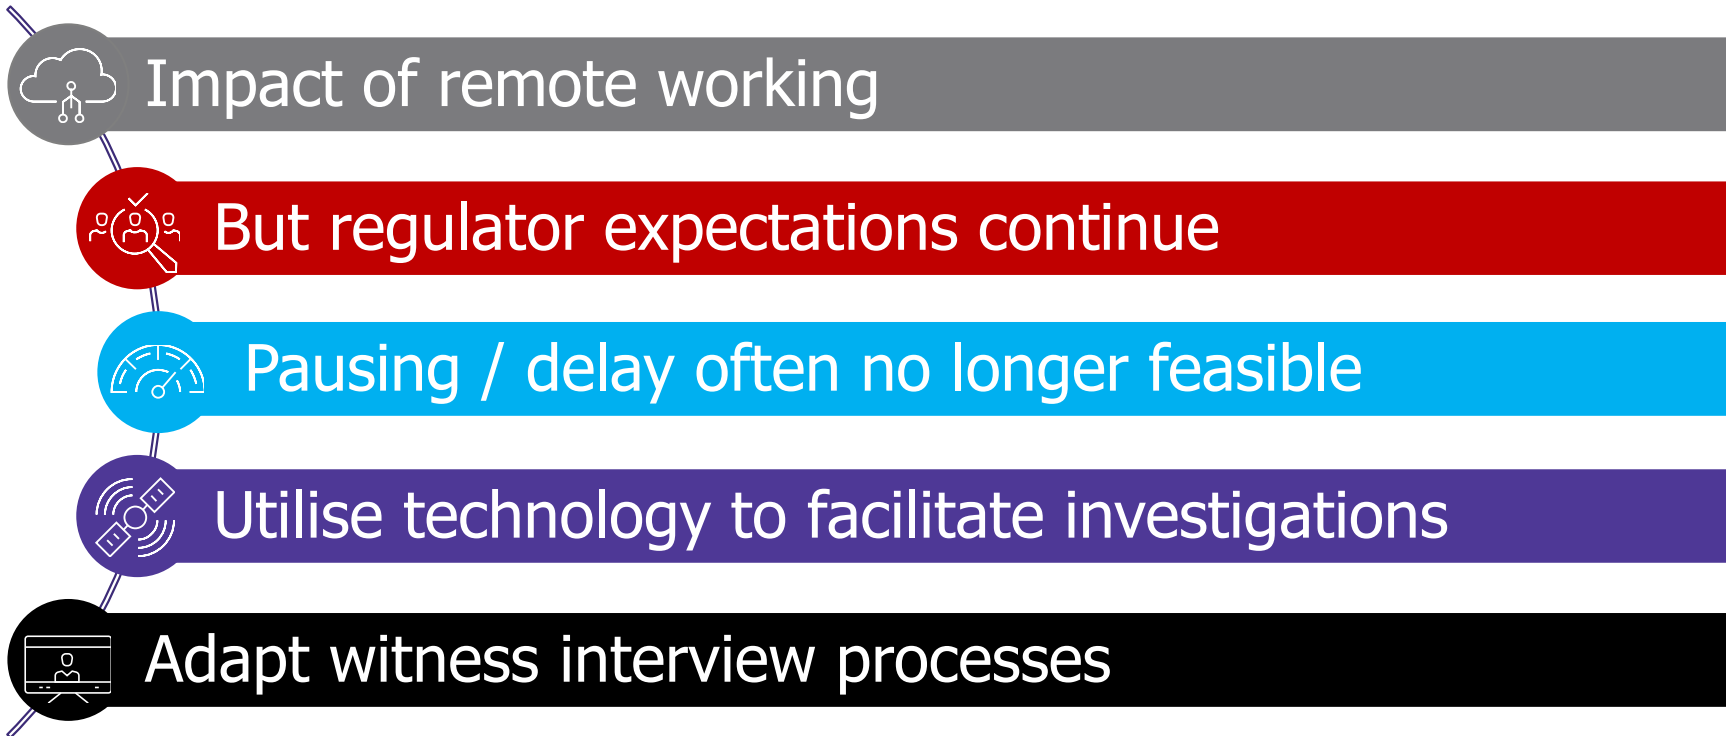 Impact of remote working
But regulator expectations continue
Pausing / delay often no longer feasible
Utilise technology to facilitate investigations
Adapt witness interview processes